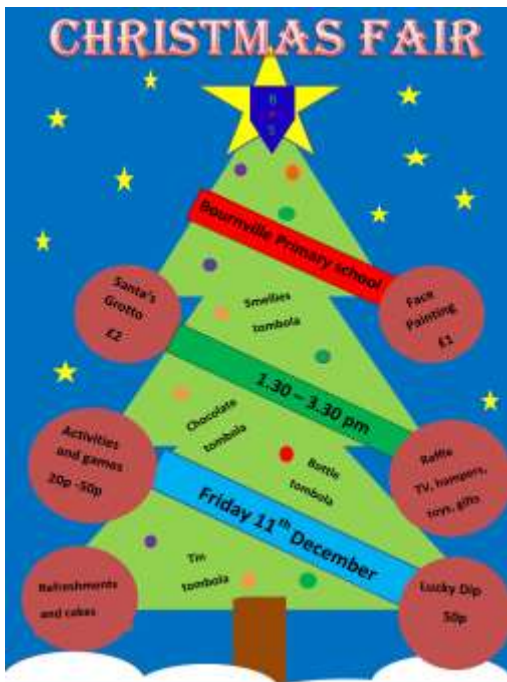 CHRISTMAS FAIR
B
P
S
Bournville Primary school
Santa's
Grotto
£2
Smellies
tombola
Face
Painting
£1
1.30 – 3.30 pm
Chocolate
tombola
Activities
and games
20p -50p
Bottle
tombola
Raffle
TV, hampers,
toys, gifts
Friday 11th December
Tin
tombola
Refreshments
and cakes
Lucky Dip
50p